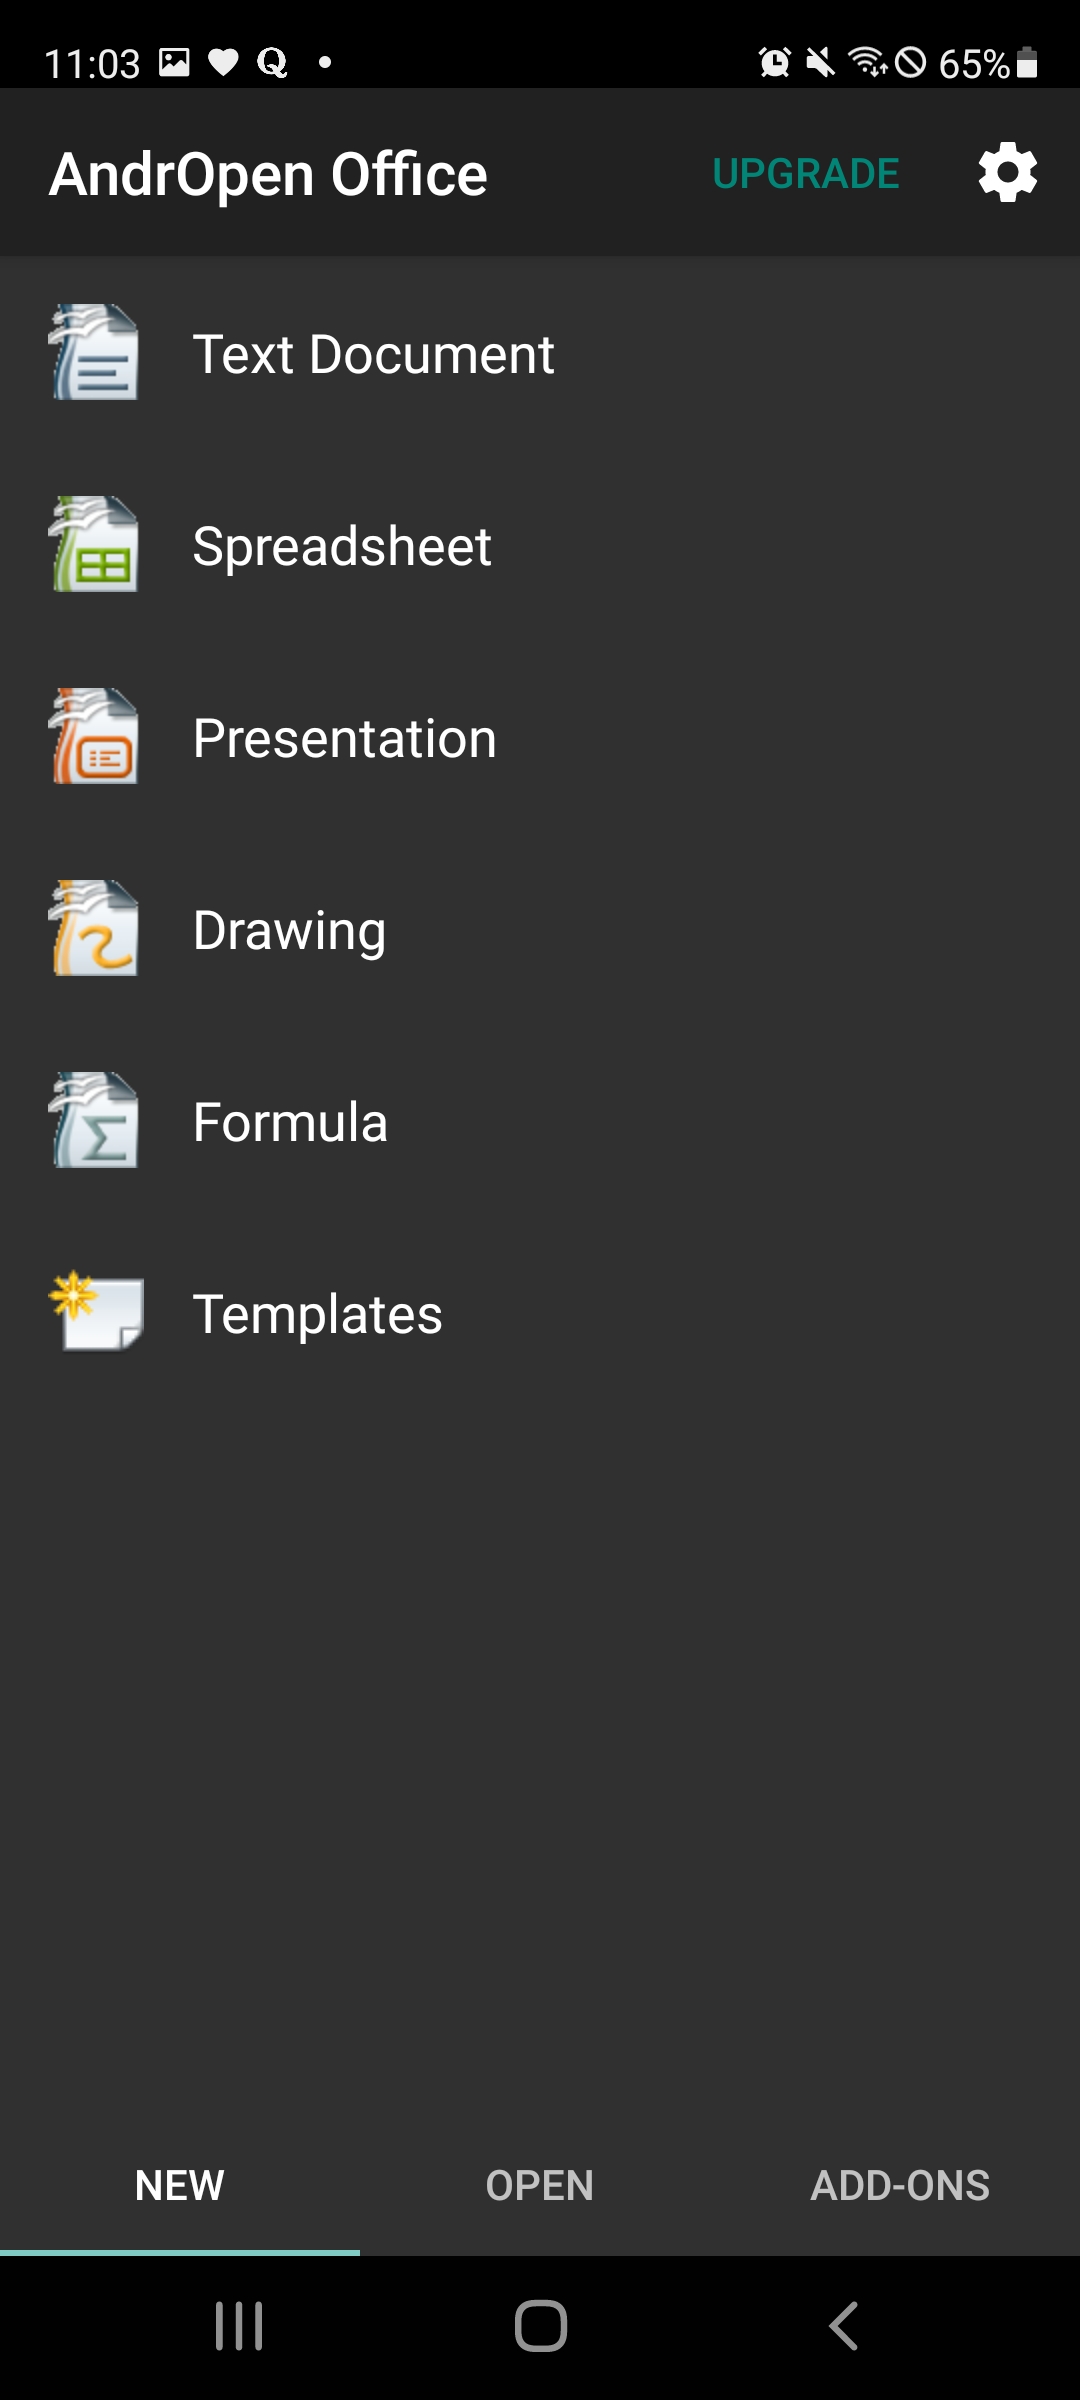 11:03
65%
AndrOpen Office
UPGRADE
Text Document
Spreadsheet
Presentation
Drawing
Formula
Templates
NEW
OPEN
ADD-ONS